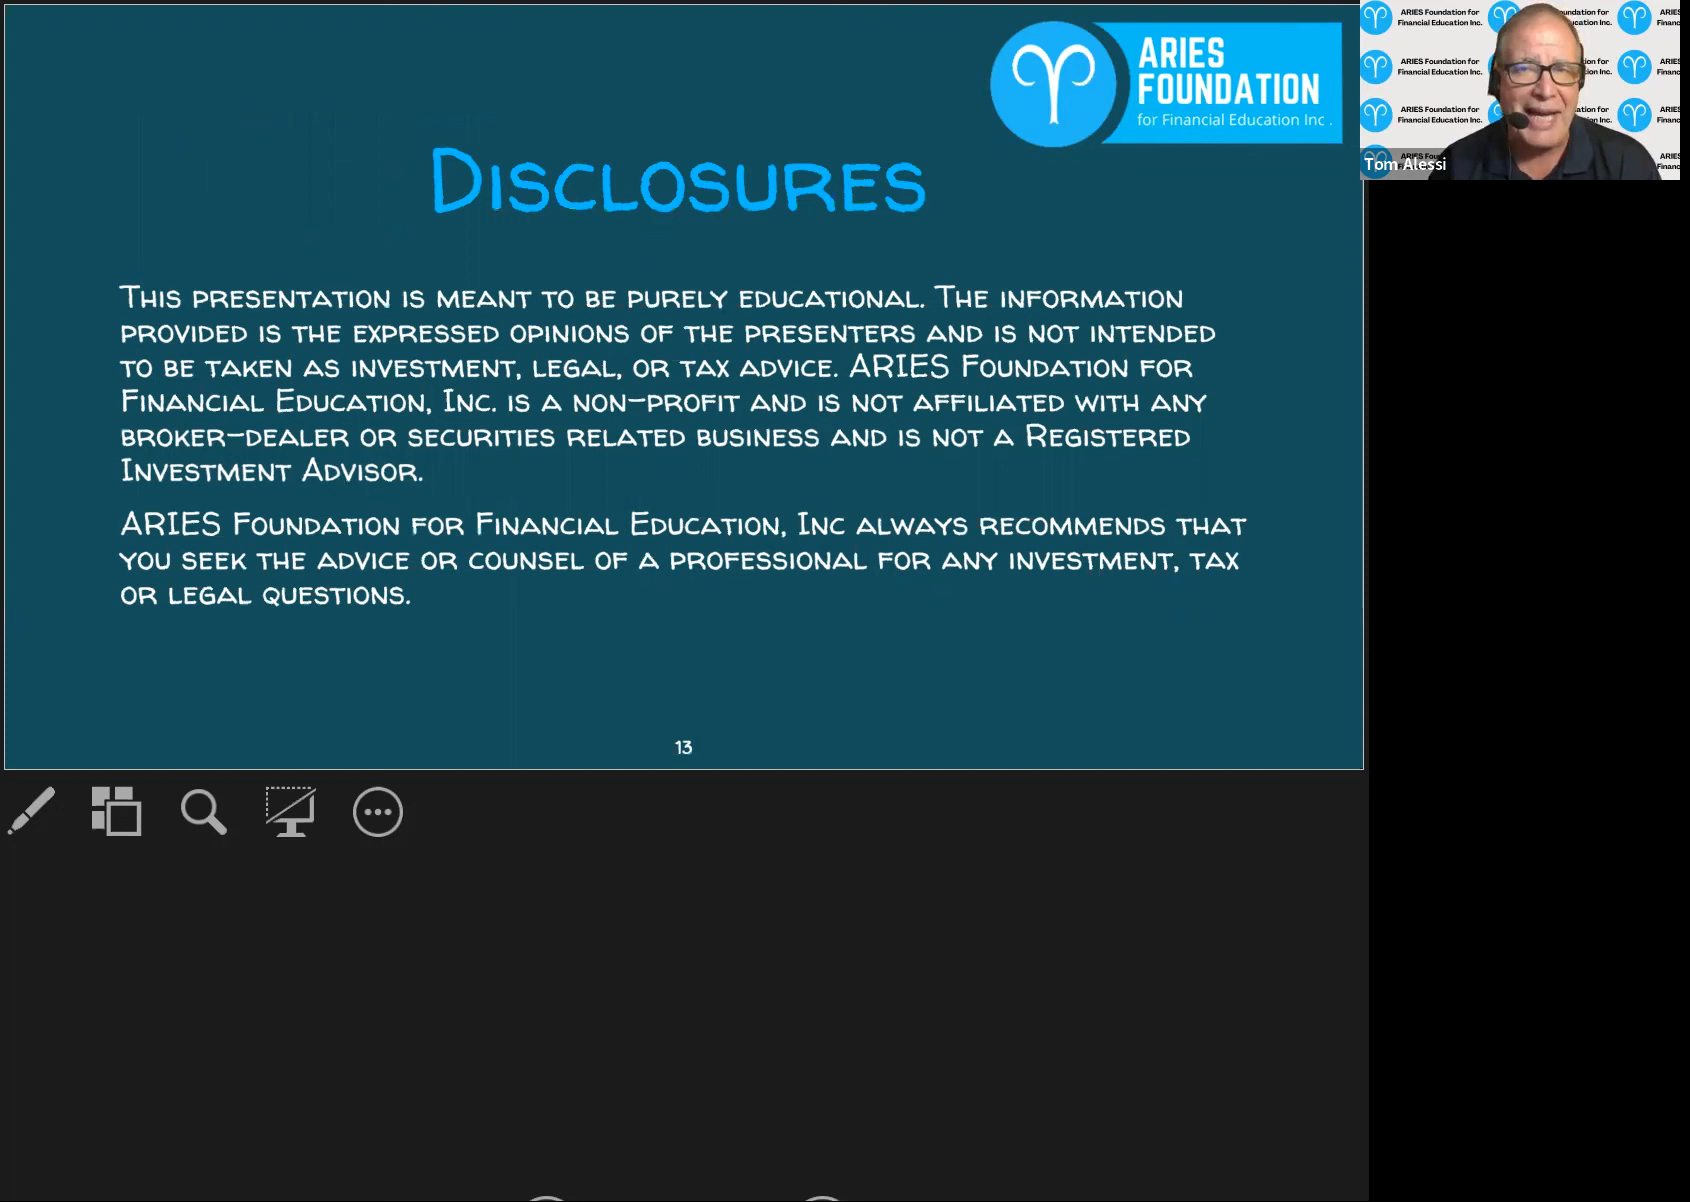 ARIES
FOUNDATION
for Financial Education Inc .
DISCLOSURES
THIS PRESENTATION IS MEANT TO BE PURELY EDUCATIONAL. THE INFORMATION
PROVIDED IS THE EXPRESSED OPINIONS OF THE PRESENTERS AND IS NOT INTENDED
TO BE TAKEN AS INVESTMENT, LEGAL, OR TAX ADVICE. ARIES FOUNDATION FOR
FINANCIAL EDUCATION, INC. IS A NON-PROFIT AND IS NOT AFFILIATED WITH ANY
BROKER-DEALER OR SECURITIES RELATED BUSINESS AND IS NOT A REGISTERED
INVESTMENT ADVISOR.
ARIES FOUNDATION FOR FINANCIAL EDUCATION, INC ALWAYS RECOMMENDS THAT
YOU SEEK THE ADVICE OR COUNSEL OF A PROFESSIONAL FOR ANY INVESTMENT, TAX
OR LEGAL QUESTIONS.
13
ARIES Foundation for
Financial Education Inc.
ARIES Foundation for
Financial Education Inc.
ARIES Foundation for
Financial Education Inc.
Tom Alessi